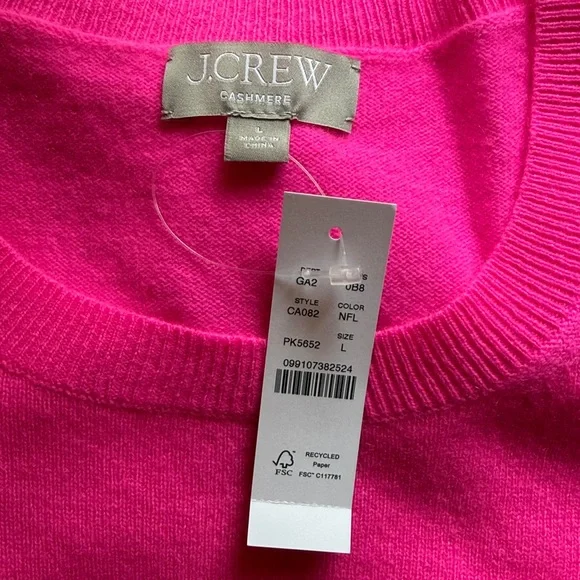 J.CREW
CASHMERE
L
MADE IN
CHINA
GA2 0B8
STYLE COLOR
CA082 NFL
SIZE
PK5652 L
099107382524
FSC
RECYCLED
Paper
FSC® C117781